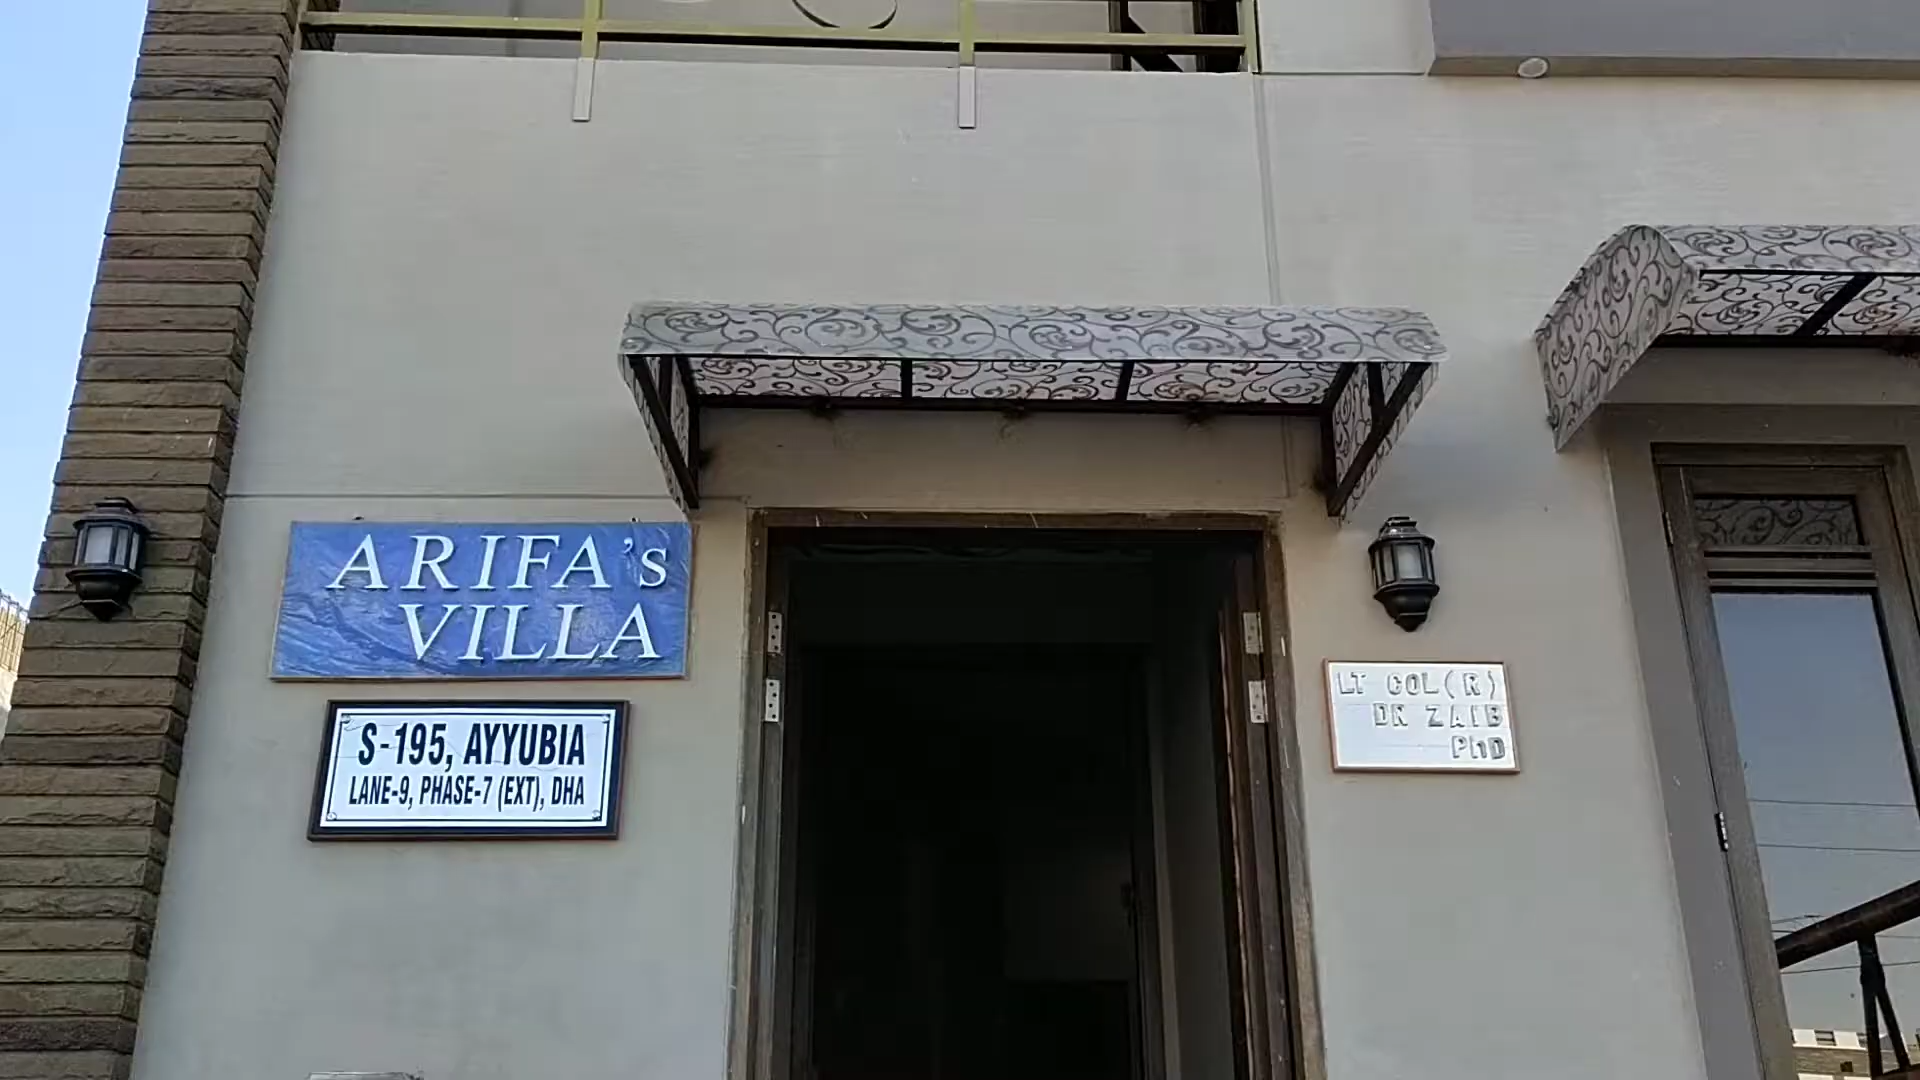 ARIFA's
VILLA
S-195, AYYUBIA
LANE-9, PHASE-7 (EXT), DHA
LT COL(R)
DR ZAIB
PhD